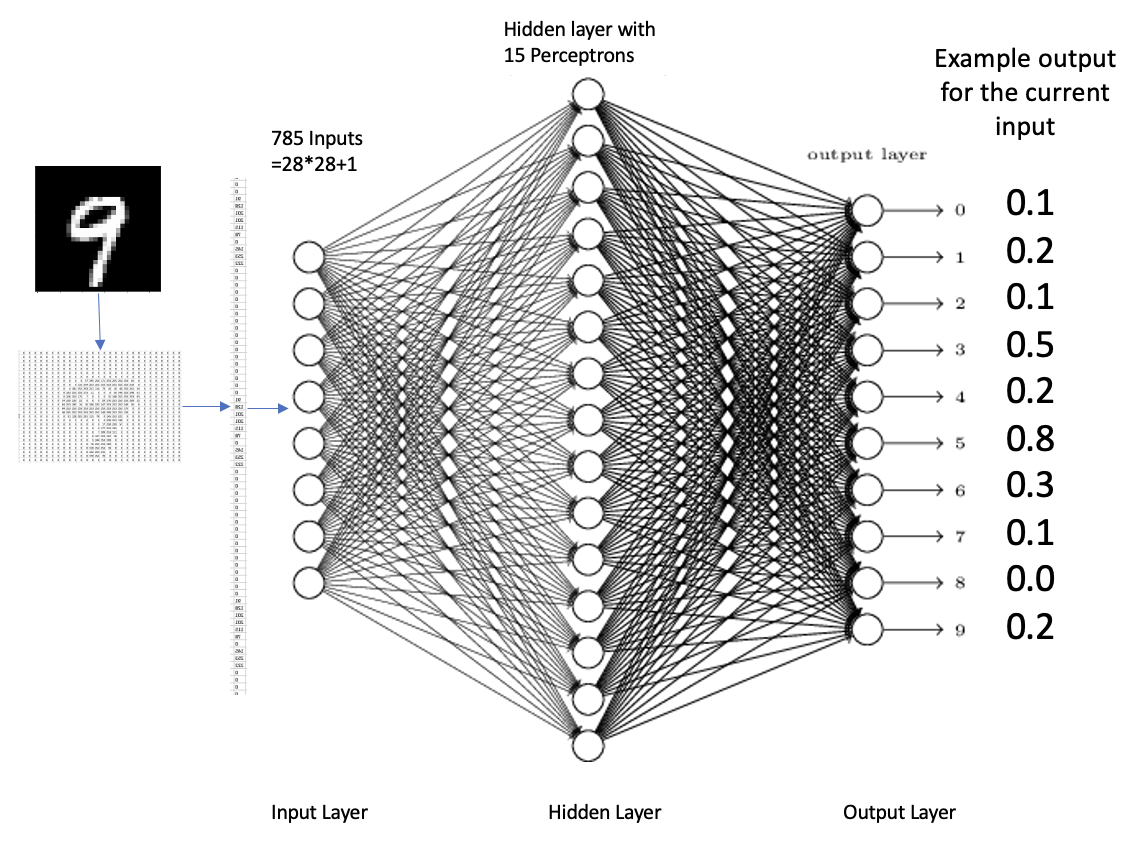 Hidden layer with
15 Perceptrons
Example output
for the current
input
785 Inputs
=28*28+1
output layer
0 0.1
1 0.2
2 0.1
3 0.5
4 0.2
5 0.8
6 0.3
7 0.1
8 0.0
9 0.2
Input Layer
Hidden Layer
Output Layer
9